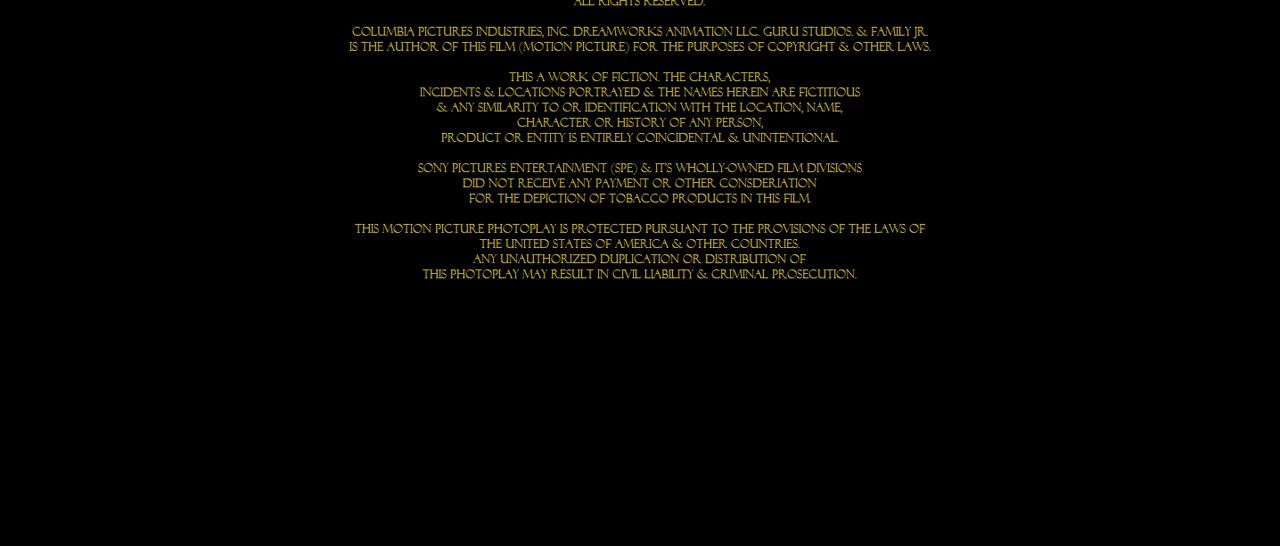 ALL RIGHTS RESERVED.
COLUMBIA PICTURES INDUSTRIES, INC. DREAMWORKS ANIMATION LLC. GURU STUDIOS. & FAMILY JR.
IS THE AUTHOR OF THIS FILM (MOTION PICTURE) FOR THE PURPOSES OF COPYRIGHT & OTHER LAWS.
THIS A WORK OF FICTION. THE CHARACTERS,
INCIDENTS & LOCATIONS PORTRAYED & THE NAMES HEREIN ARE FICTITIOUS
& ANY SIMILARITY TO OR IDENTIFICATION WITH THE LOCATION, NAME,
CHARACTER OR HISTORY OF ANY PERSON,
PRODUCT OR ENTITY IS ENTIRELY COINCIDENTAL & UNINTENTIONAL.
SONY PICTURES ENTERTAINMENT (SPE) & IT'S WHOLLY-OWNED FILM DIVISIONS
DID NOT RECEIVE ANY PAYMENT OR OTHER CONSDERIATION
FOR THE DEPICTION OF TOBACCO PRODUCTS IN THIS FILM.
THIS MOTION PICTURE PHOTOPLAY IS PROTECTED PURSUANT TO THE PROVISIONS OF THE LAWS OF
THE UNITED STATES OF AMERICA & OTHER COUNTRIES.
ANY UNAUTHORIZED DUPLICATION OR DISTRIBUTION OF
THIS PHOTOPLAY MAY RESULT IN CIVIL LIABILITY & CRIMINAL PROSECUTION.